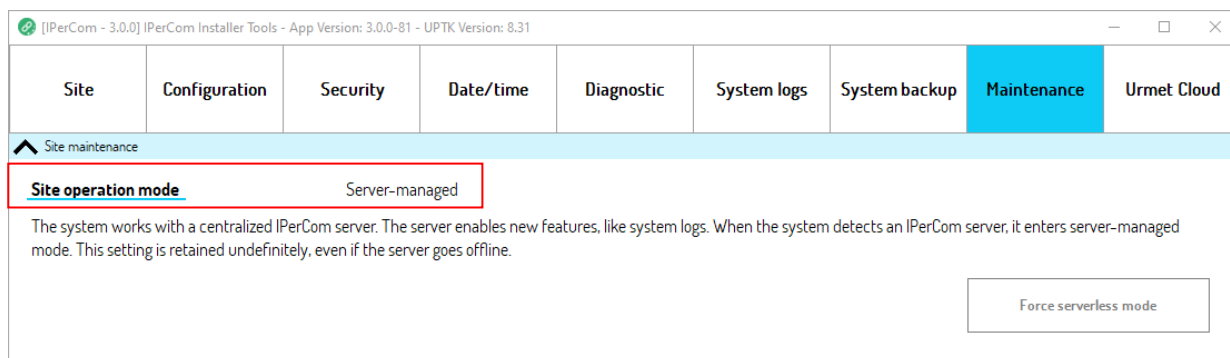 [IPerCom - 3.0.0] IPerCom Installer Tools - App Version: 3.0.0-81 - UPTK Version: 8.31
Site Configuration Security Date/time Diagnostic System logs System backup Maintenance Urmet Cloud
Site maintenance
Site operation mode Server-managed
The system works with a centralized IPerCom server. The server enables new features, like system logs. When the system detects an IPerCom server, it enters server-managed
mode. This setting is retained undefinitely, even if the server goes offline.
Force serverless mode